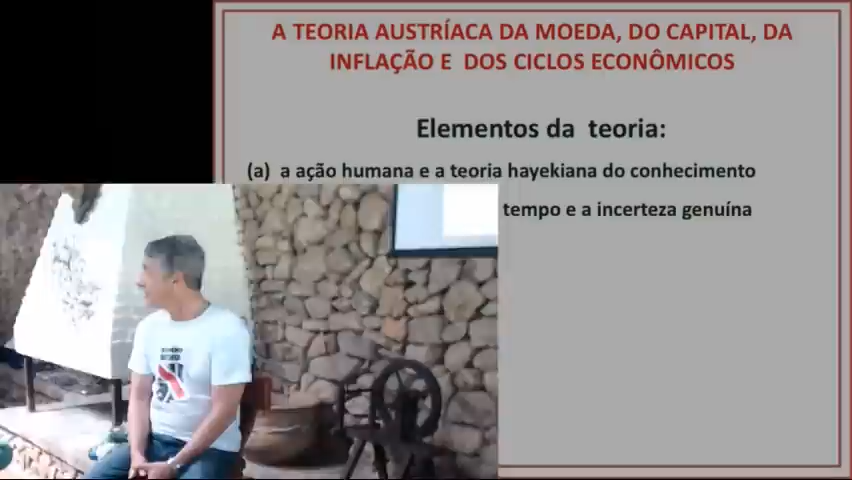 A TEORIA AUSTRÍACA DA MOEDA, DO CAPITAL, DA
INFLAÇÃO E DOS CICLOS ECONÔMICOS
Elementos da teoria:
(a) a ação humana e a teoria hayekiana do conhecimento
tempo e a incerteza genuína